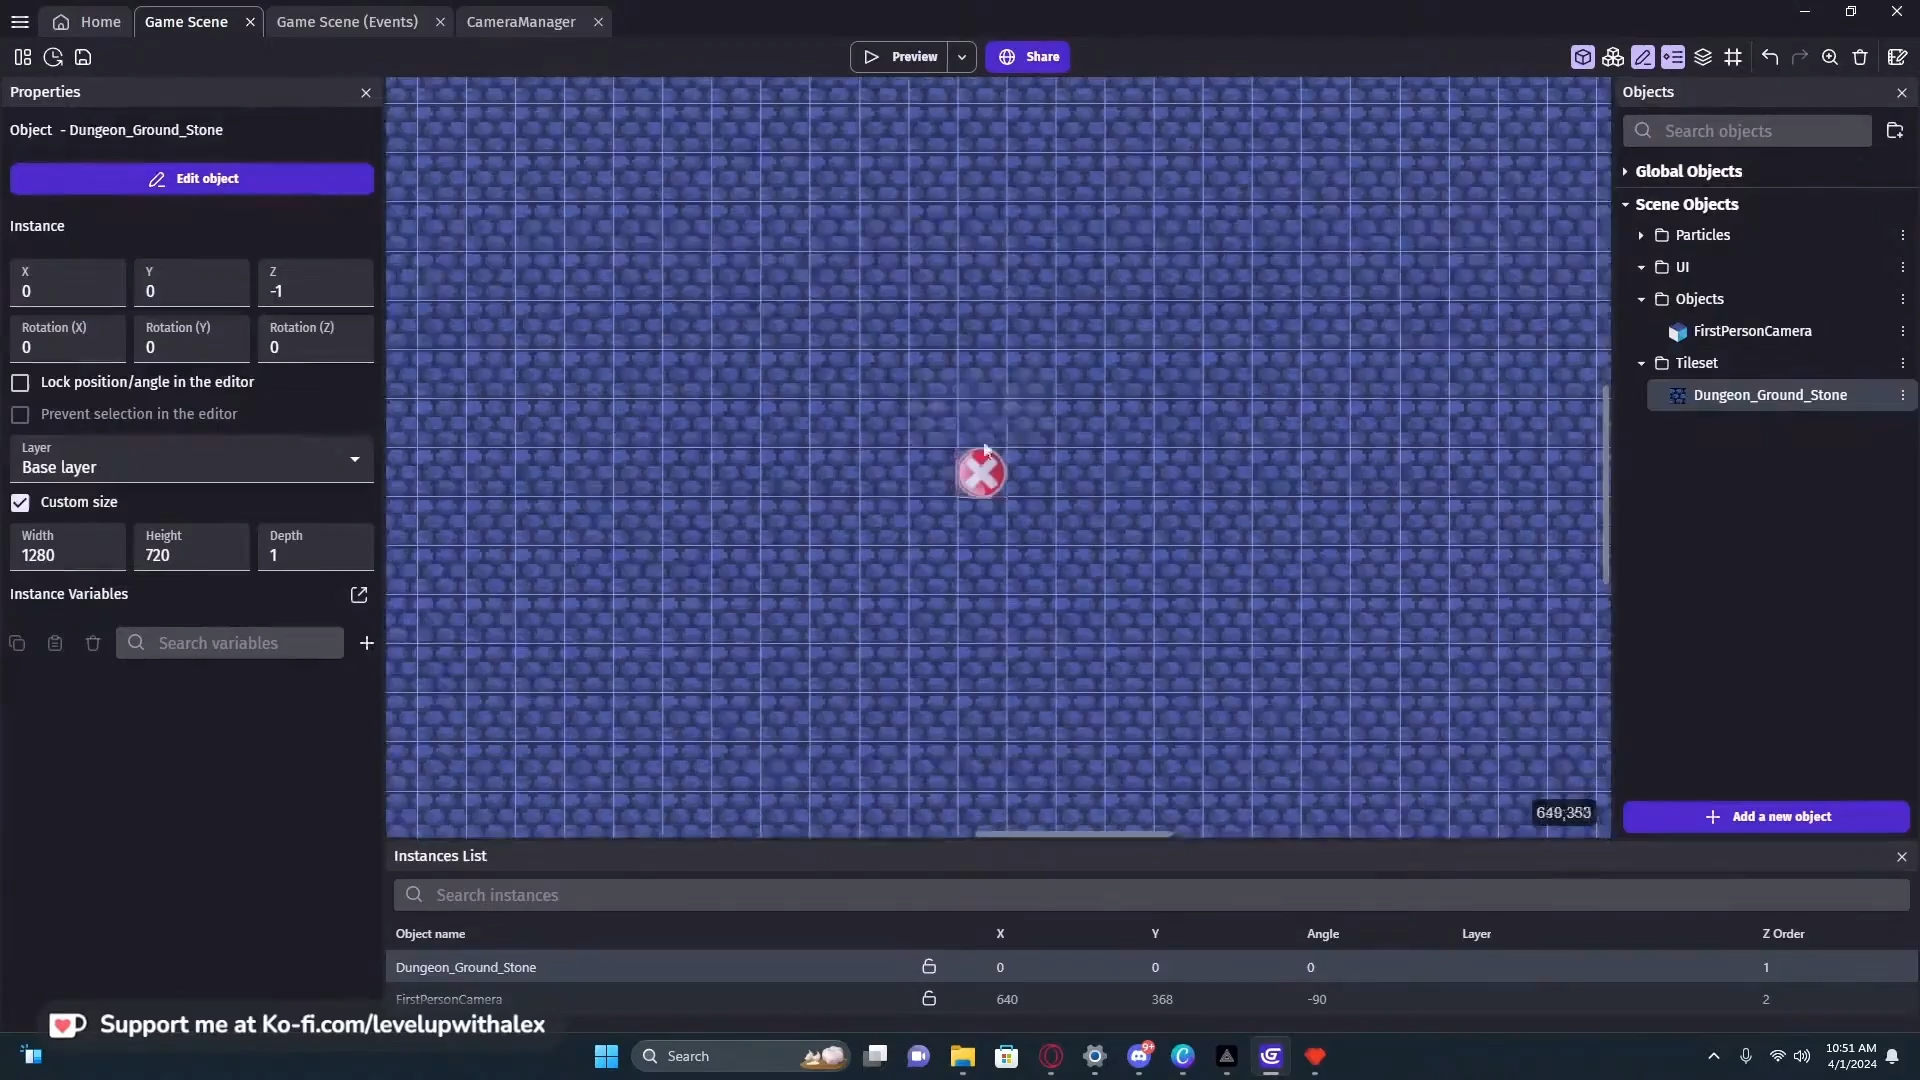 Home
Game Scene
Game Scene (Events)
CameraManager
Preview
Share
Properties
Object - Dungeon_Ground_Stone
Edit object
Instance
X
0
Y
0
Z
-1
Rotation (X)
0
Rotation (Y)
0
Rotation (Z)
0
Lock position/angle in the editor
Prevent selection in the editor
Layer
Base layer
Custom size
Width
1280
Height
720
Depth
1
Instance Variables
Search variables
Objects
Search objects
Global Objects
Scene Objects
Particles
UI
Objects
FirstPersonCamera
Tileset
Dungeon_Ground_Stone
Add a new object
Instances List
Search instances
Object name X Y Angle Layer Z Order
Dungeon_Ground_Stone 0 0 0 1
FirstPersonCamera 640 368 -90 2
Support me at Ko-fi.com/levelupwithalex
Search
9+
10:51 AM
4/1/2024